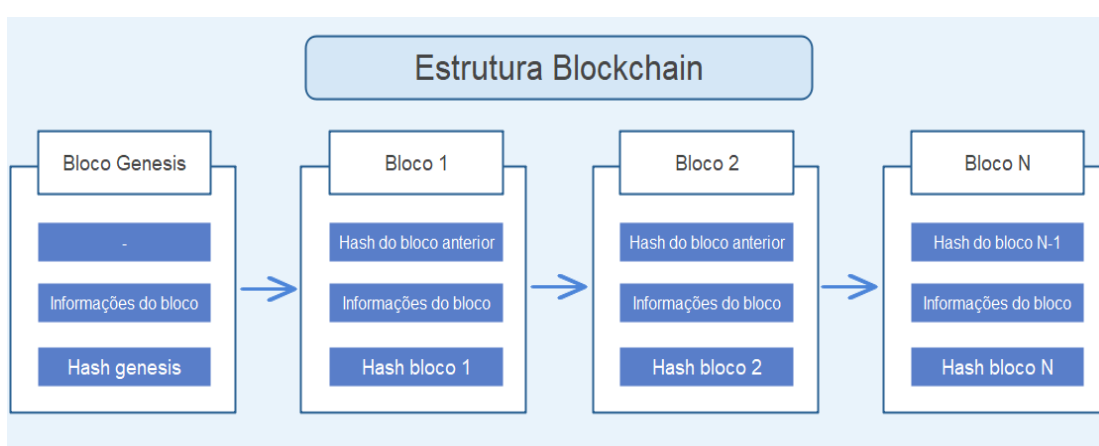 Estrutura Blockchain
Bloco Genesis
-
Informações do bloco
Hash genesis
Bloco 1
Hash do bloco anterior
Informações do bloco
Hash bloco 1
Bloco 2
Hash do bloco anterior
Informações do bloco
Hash bloco 2
Bloco N
Hash do bloco N-1
Informações do bloco
Hash bloco N